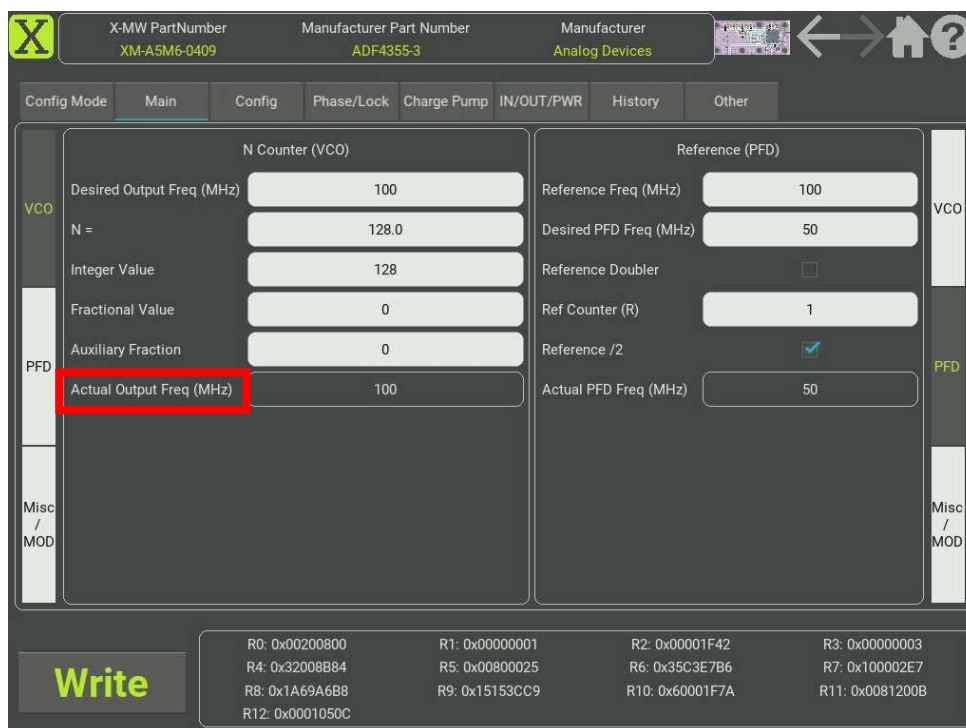 X
X-MW PartNumber
XM-A5M6-0409
Manufacturer Part Number
ADF4355-3
Manufacturer
Analog Devices
?
Config Mode
Main
Config
Phase/Lock
Charge Pump
IN/OUT/PWR
History
Other
VCO
PFD
Misc
/
MOD
N Counter (VCO)
Desired Output Freq (MHz) 100
N = 128.0
Integer Value 128
Fractional Value 0
Auxiliary Fraction 0
Actual Output Freq (MHz) 100
Reference (PFD)
Reference Freq (MHz) 100
Desired PFD Freq (MHz) 50
Reference Doubler
Ref Counter (R) 1
Reference /2
Actual PFD Freq (MHz) 50
VCO
PFD
Misc
/
MOD
Write
R0: 0x00200800 R1: 0x00000001 R2: 0x00001F42 R3: 0x00000003
R4: 0x32008B84 R5: 0x00800025 R6: 0x35C3E7B6 R7: 0x100002E7
R8: 0x1A69A6B8 R9: 0x15153CC9 R10: 0x60001F7A R11: 0x0081200B
R12: 0x0001050C